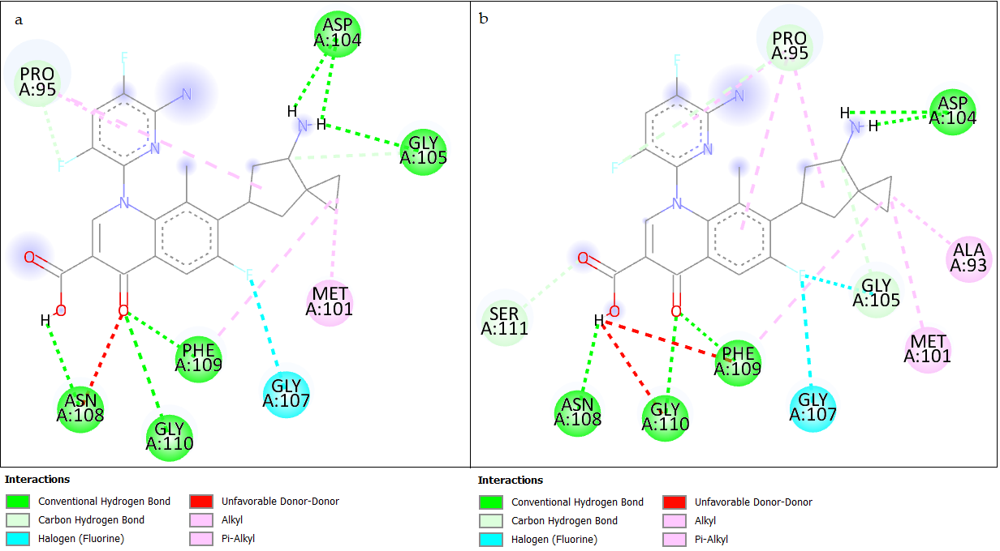 a
ASP
A:104
PRO
A:95
F
N
H
N
H
F
N
GLY
A:105
N
O
F
O
O
H
MET
A:101
PHE
A:109
ASN
A:108
GLY
A:110
GLY
A:107
Interactions
Conventional Hydrogen Bond
Carbon Hydrogen Bond
Halogen (Fluorine)
Unfavorable Donor-Donor
Alkyl
Pi-Alkyl
b
PRO
A:95
F
N
H
N
H
ASP
A:104
F
N
N
O
F
O
O
H
ALA
A:93
GLY
A:105
SER
A:111
MET
A:101
PHE
A:109
ASN
A:108
GLY
A:110
GLY
A:107
Interactions
Conventional Hydrogen Bond
Carbon Hydrogen Bond
Halogen (Fluorine)
Unfavorable Donor-Donor
Alkyl
Pi-Alkyl